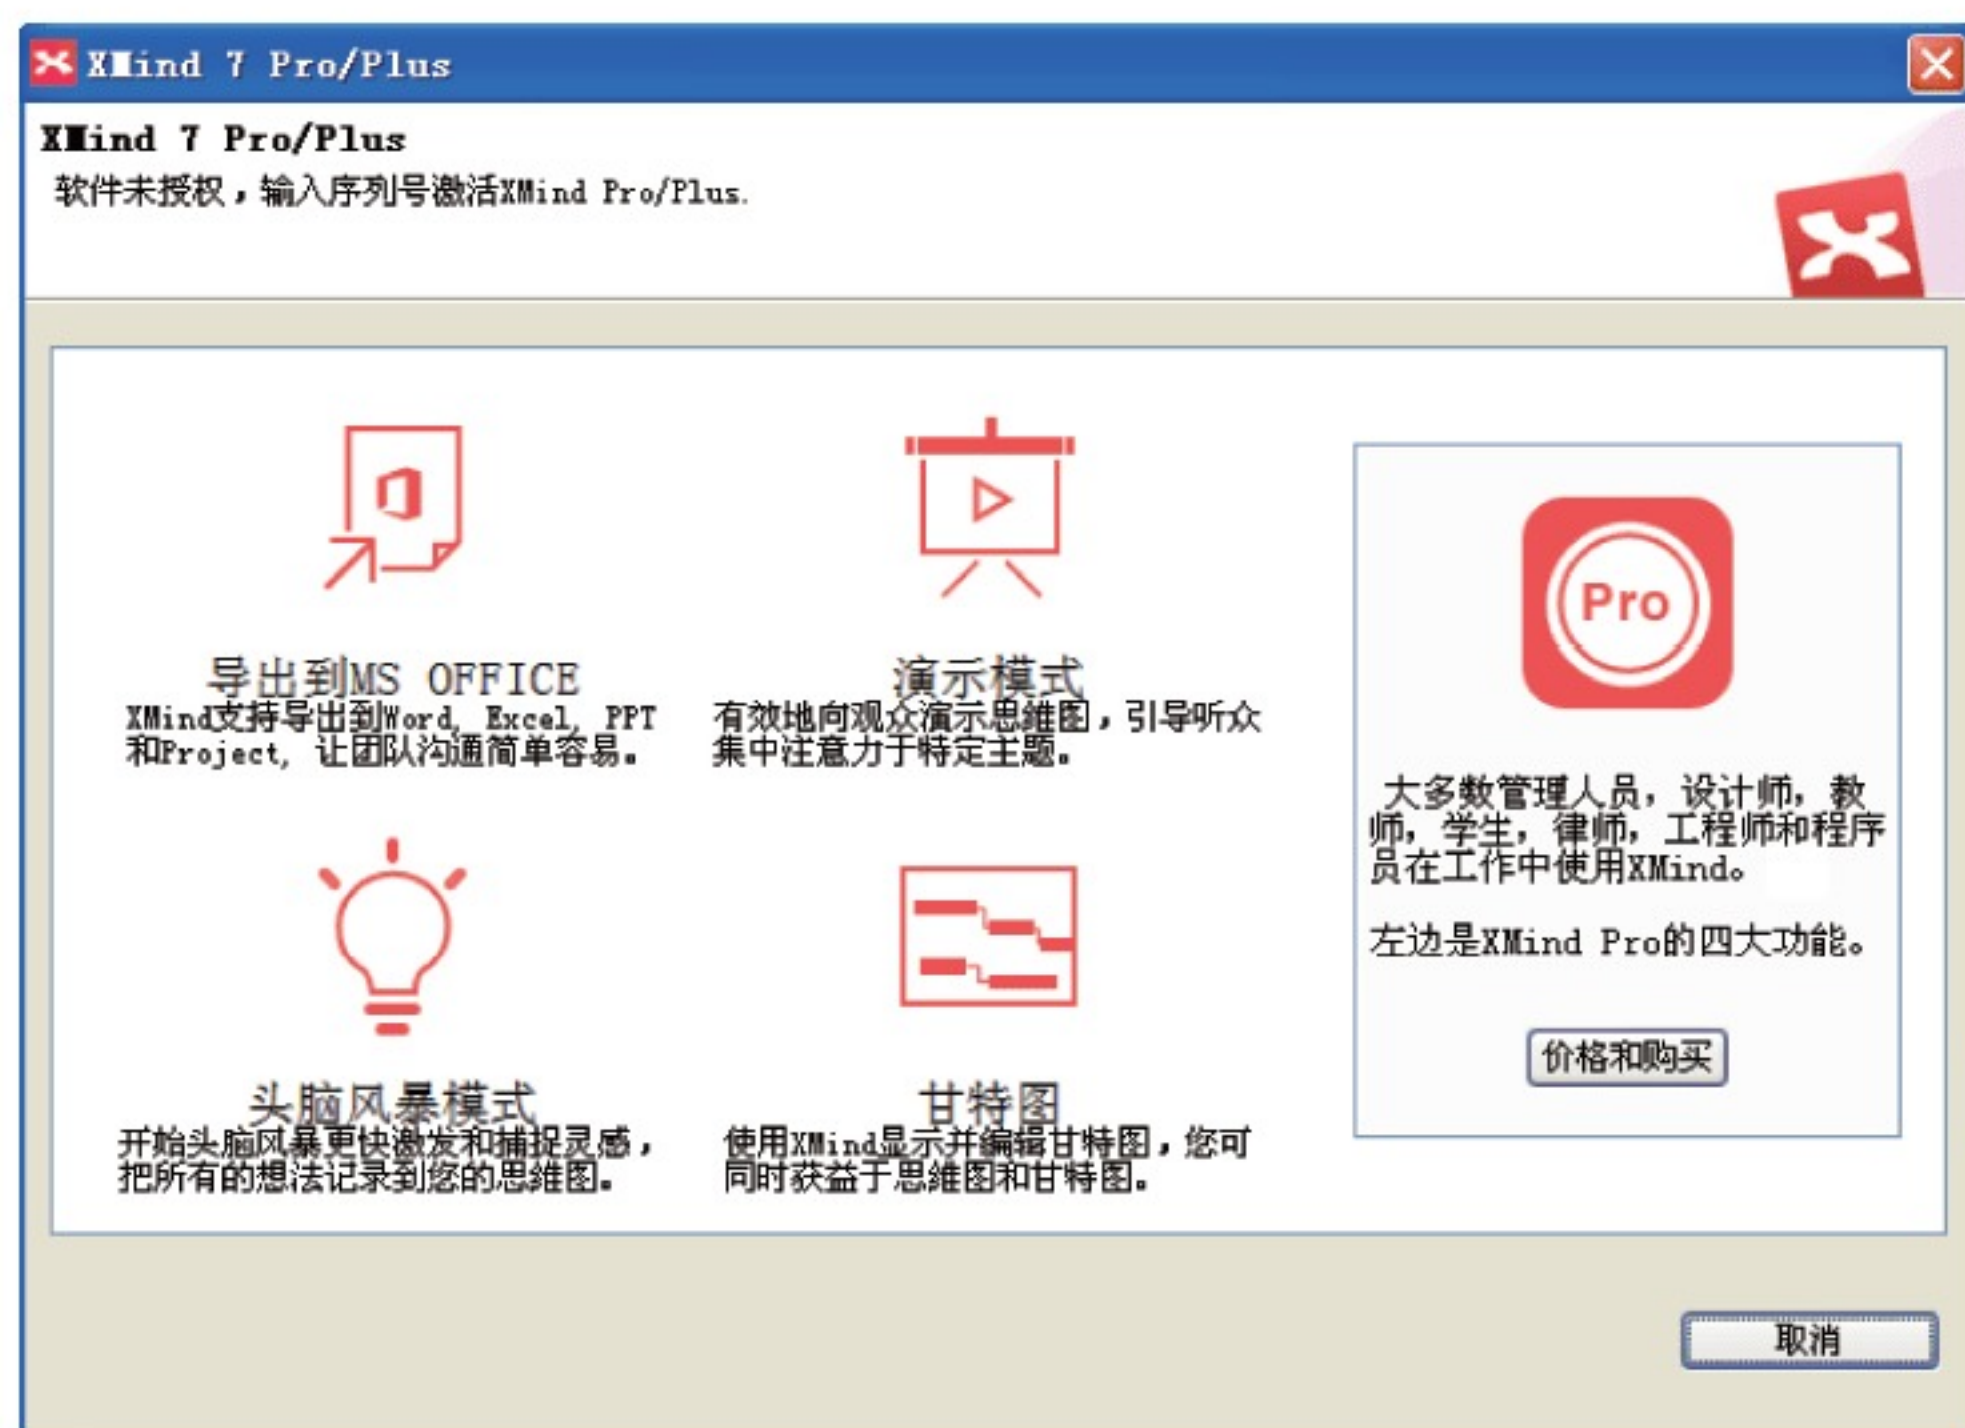 XMind 7 Pro/Plus
XMind 7 Pro/Plus
软件未授权，输入序列号激活XMind Pro/Plus.
导出到MS OFFICE
XMind支持导出到Word, Excel, PPT
和Project, 让团队沟通简单容易。
演示模式
有效地向观众演示思維图，引导听众
集中注意力于特定主题。
头脑风暴模式
开始头脑风暴更快激发和捕捉灵感，
把所有的想法记录到您的思維图。
甘特图
使用XMind显示并编辑甘特图，您可
同时获益于思維图和甘特图。
Pro
大多数管理人员，设计师，教
师，学生，律师，工程师和程序
员在工作中使用XMind。
左边是XMind Pro的四大功能。
价格和购买
取消